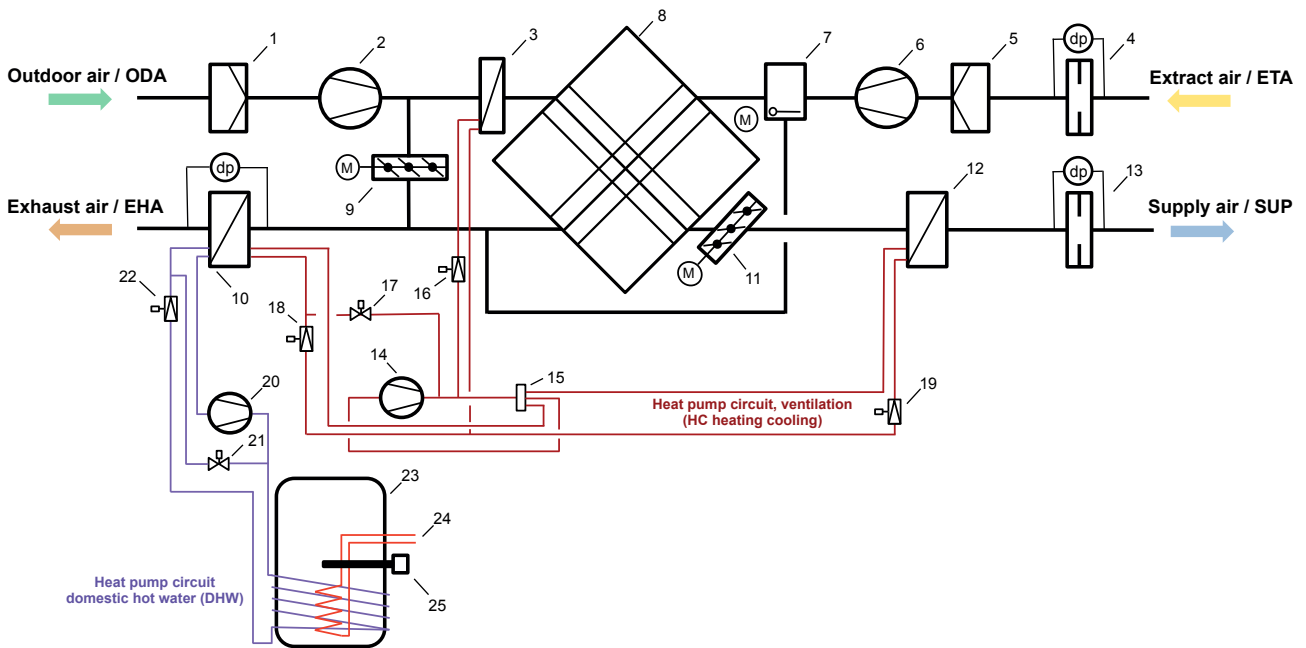 1
2
3
8
7
6
5
dp
4
Outdoor air / ODA
Extract air / ETA
M
M
dp
9
12
dp
13
Exhaust air / EHA
Supply air / SUP
M
11
22
10
16
17
18
14
15
19
20
Heat pump circuit, ventilation
(HC heating cooling)
21
23
24
Heat pump circuit
domestic hot water (DHW)
25